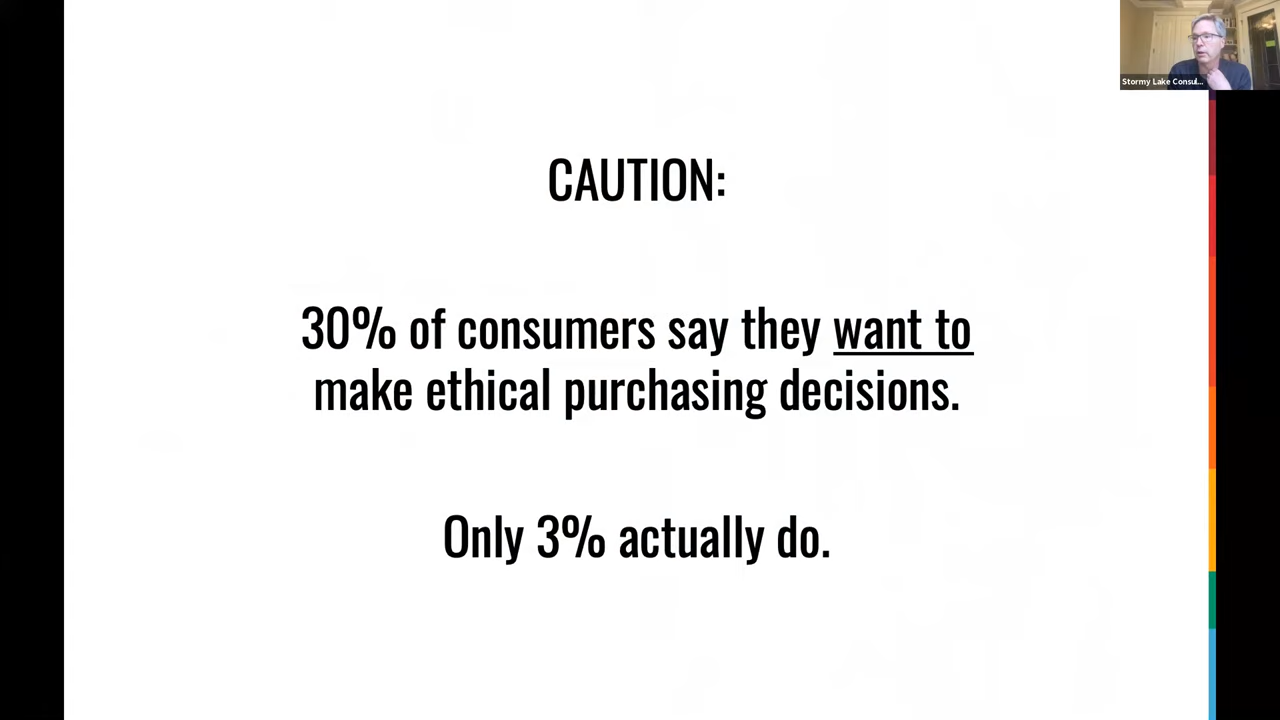 Stormy Lake Consul...
CAUTION:
30% of consumers say they want to
make ethical purchasing decisions.
Only 3% actually do.